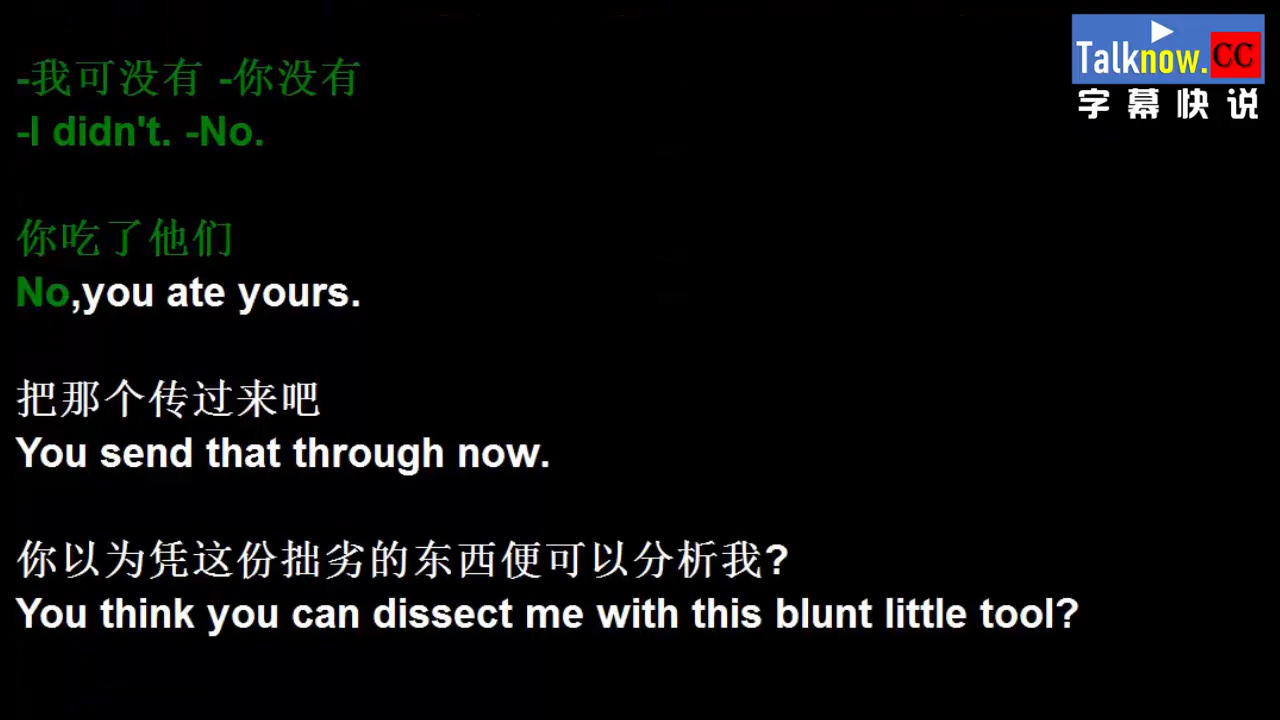 Talknow.CC
字幕快说
-我可没有 -你没有
-I didn't. -No.
你吃了他们
No,you ate yours.
把那个传过来吧
You send that through now.
你以为凭这份拙劣的东西便可以分析我?
You think you can dissect me with this blunt little tool?